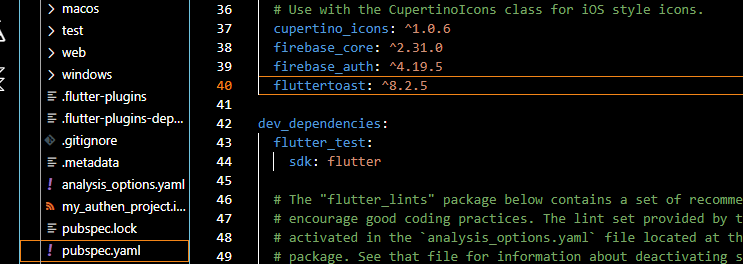 macos
test
web
windows
.flutter-plugins
.flutter-plugins-dep...
.gitignore
.metadata
analysis_options.yaml
my_authen_project.i...
pubspec.lock
pubspec.yaml
36 # Use with the CupertinoIcons class for iOS style icons.
37 cupertino_icons: ^1.0.6
38 firebase_core: ^2.31.0
39 firebase_auth: ^4.19.5
40 fluttertoast: ^8.2.5
41
42 dev_dependencies:
43 flutter_test:
44 sdk: flutter
45
46 # The "flutter_lints" package below contains a set of recomme
47 # encourage good coding practices. The lint set provided by t
48 # activated in the `analysis_options.yaml` file located at th
49 # package. See that file for information about deactivating s